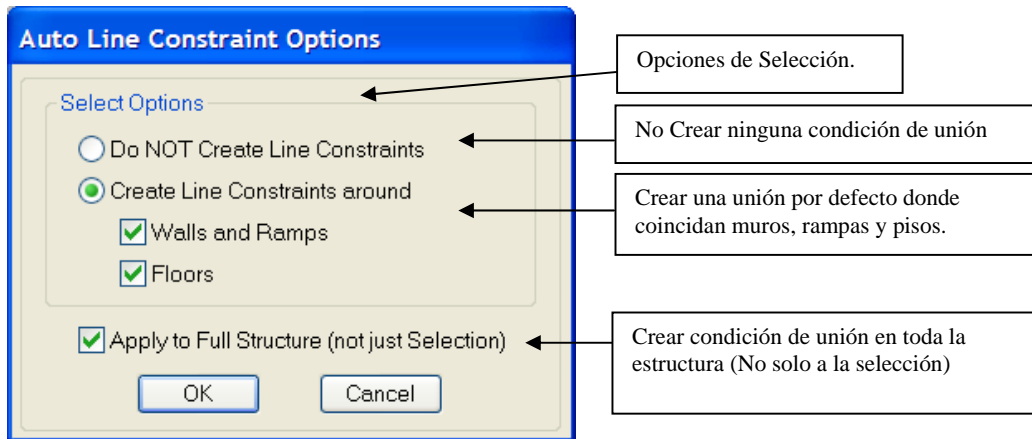 Auto Line Constraint Options
Opciones de Selección.
Select Options
No Crear ninguna condición de unión
Do NOT Create Line Constraints
Create Line Constraints around
Crear una unión por defecto donde
coincidan muros, rampas y pisos.
Walls and Ramps
Floors
Apply to Full Structure (not just Selection)
Crear condición de unión en toda la
estructura (No solo a la selección)
OK
Cancel